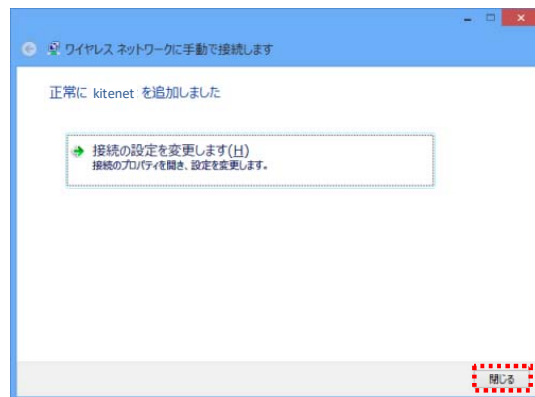 ワイヤレス ネットワークに手動で接続します
正常に kitenet を追加しました
接続の設定を変更します(H)
接続のプロパティを開き、設定を変更します。
閉じる